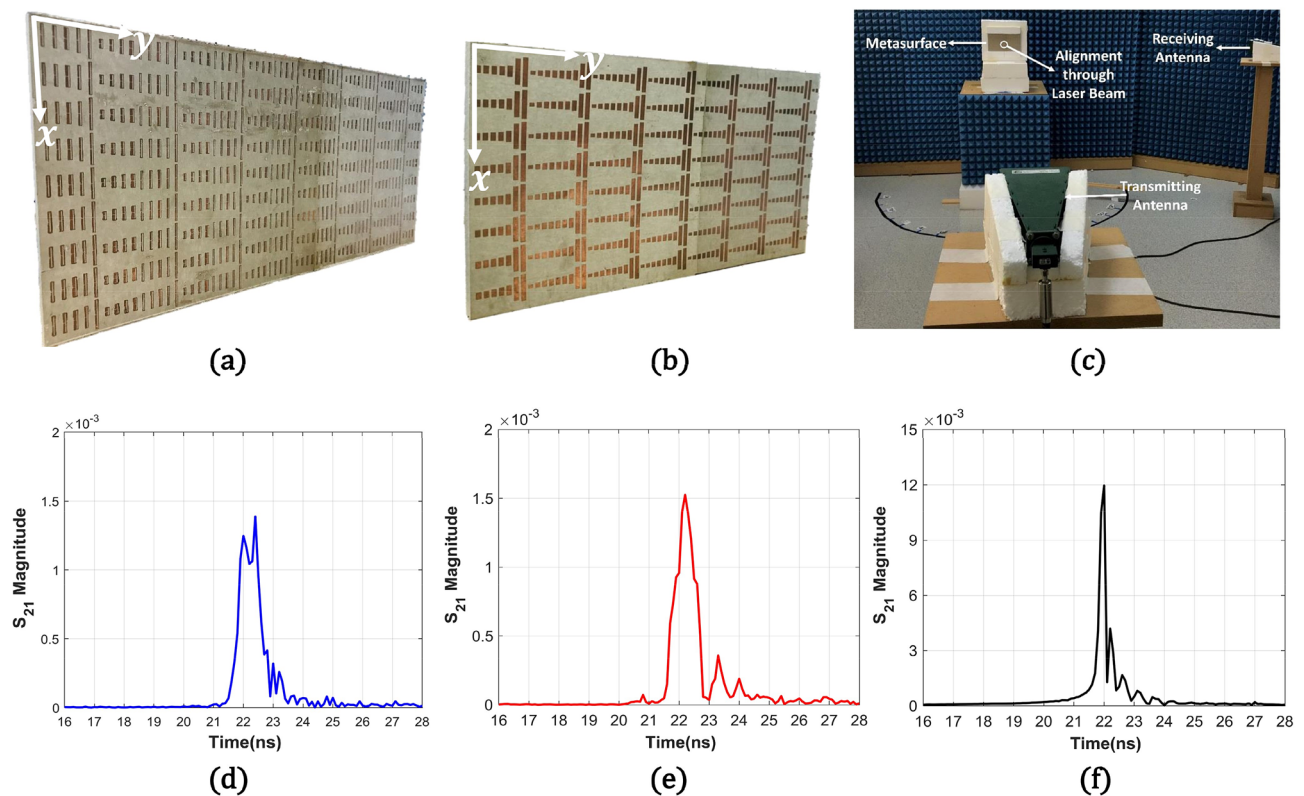 y
x
(a)
y
x
(b)
Metasurface
Alignment
through
Laser Beam
Receiving
Antenna
Transmitting
Antenna
(c)
×10⁻³
2
1.5
1
0.5
0
S₂₁ Magnitude
16 17 18 19 20 21 22 23 24 25 26 27 28
Time(ns)
(d)
×10⁻³
2
1.5
1
0.5
0
S₂₁ Magnitude
16 17 18 19 20 21 22 23 24 25 26 27 28
Time(ns)
(e)
×10⁻³
15
12
9
6
3
0
S₂₁ Magnitude
16 17 18 19 20 21 22 23 24 25 26 27 28
Time(ns)
(f)